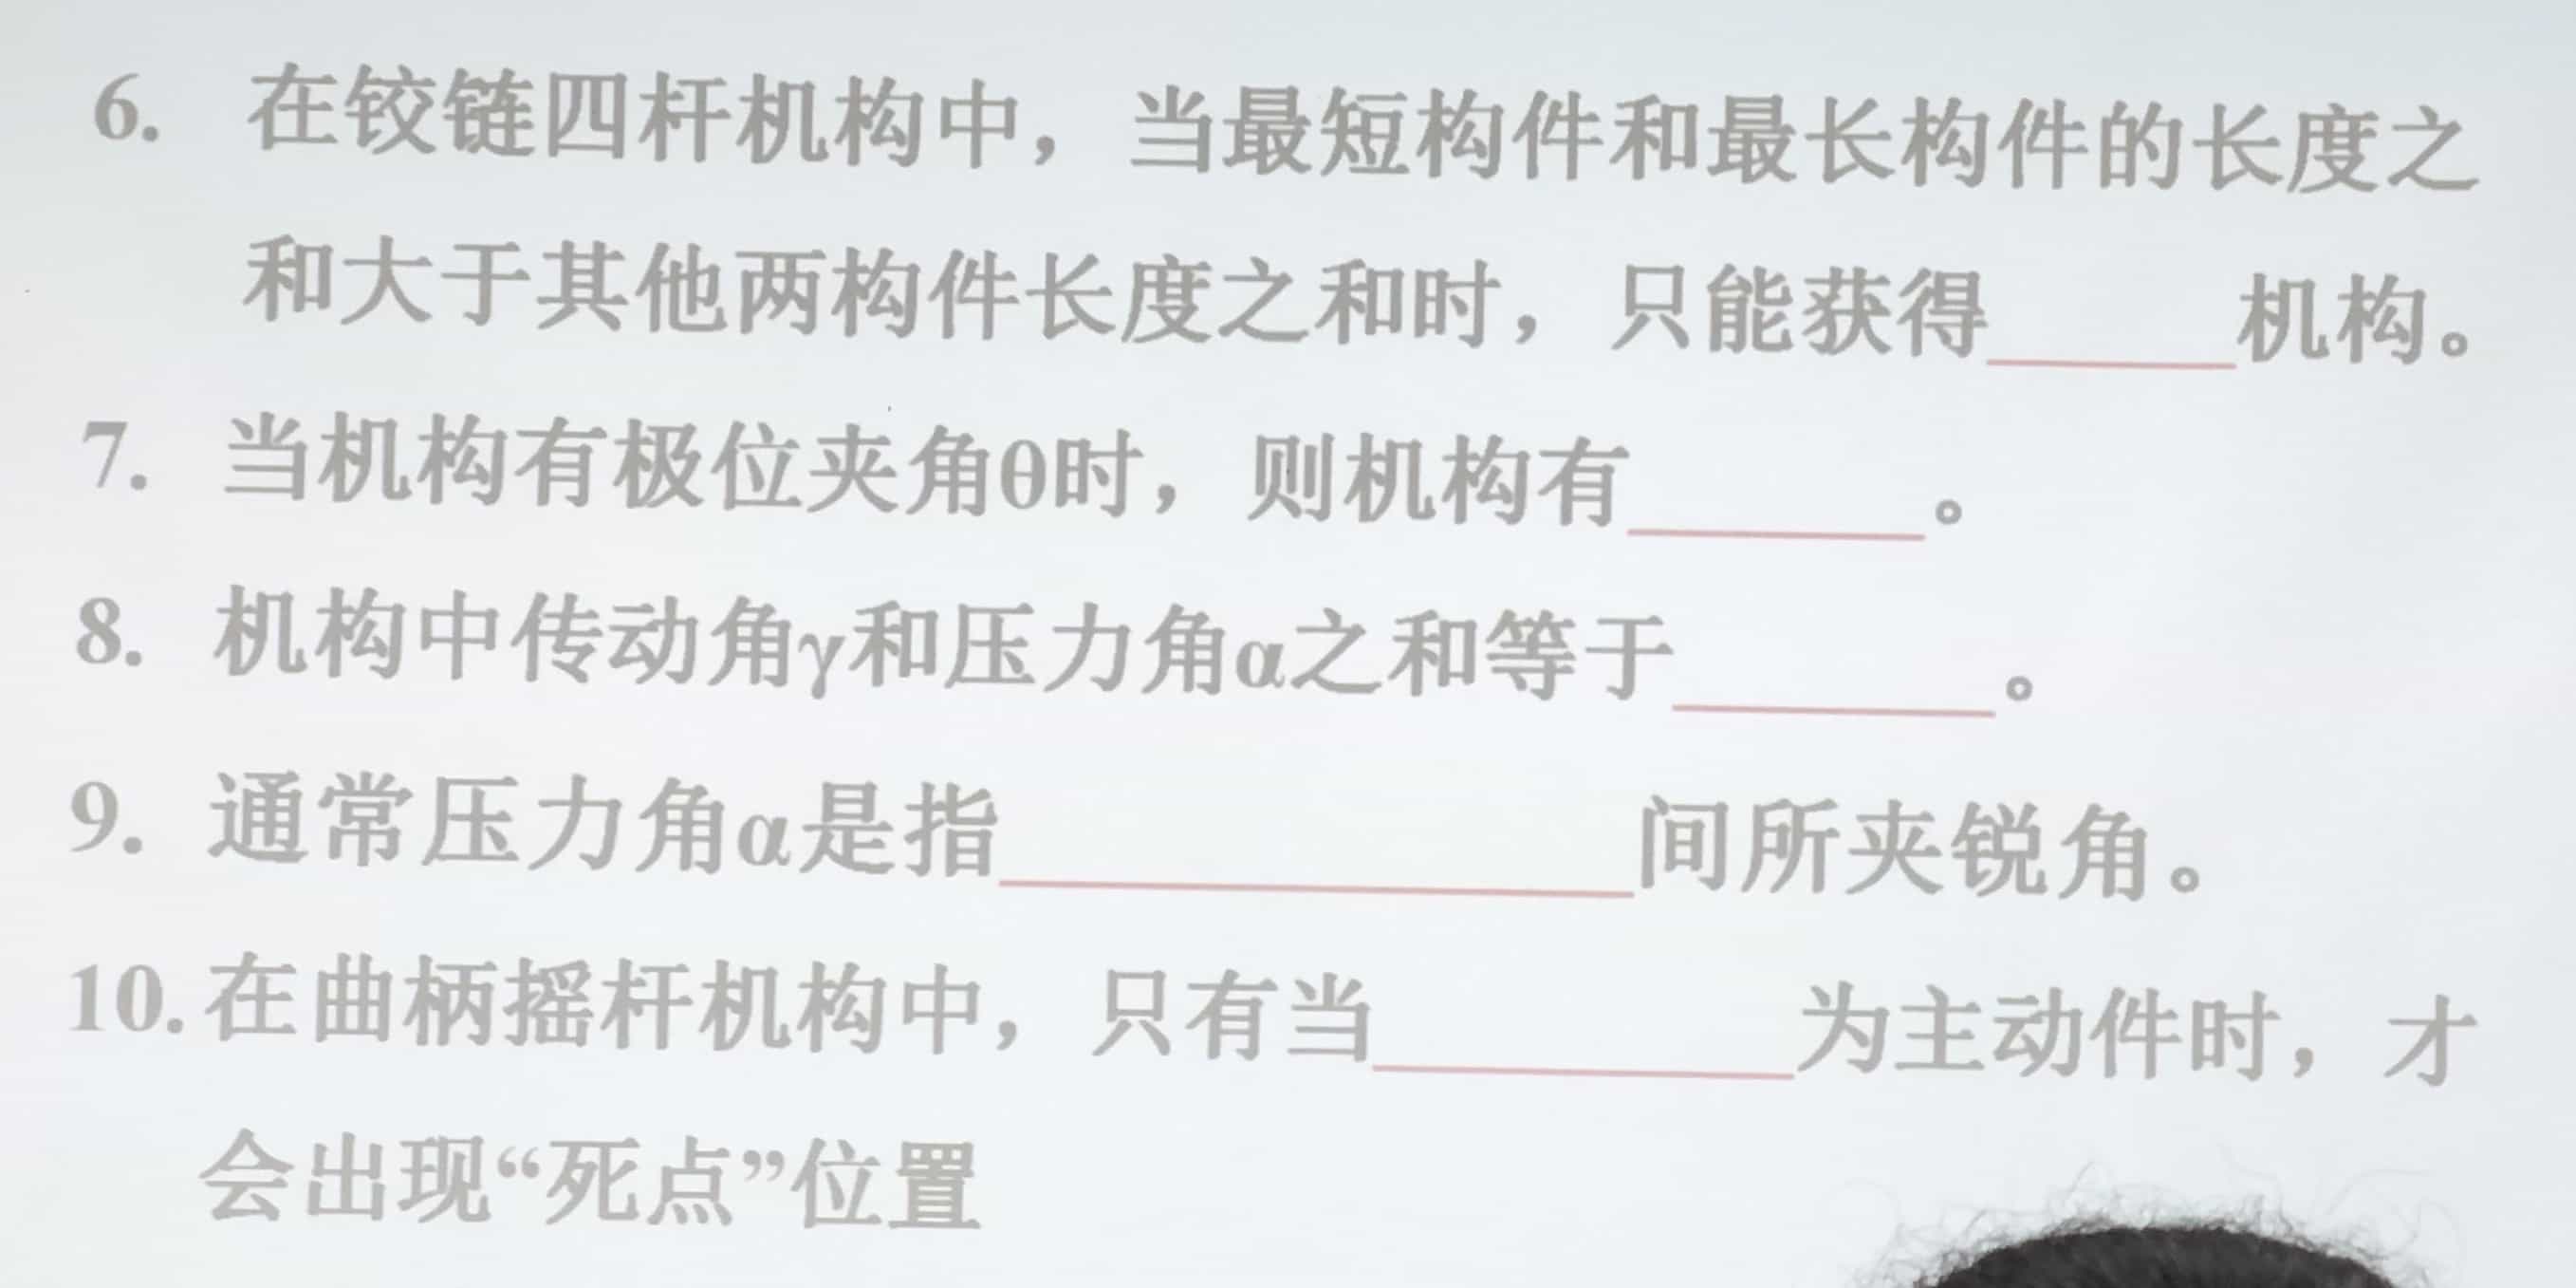 6. 在铰链四杆机构中，当最短构件和最长构件的长度之
和大于其他两构件长度之和时，只能获得_____机构。
7. 当机构有极位夹角θ时，则机构有______。
8. 机构中传动角γ和压力角α之和等于_______。
9. 通常压力角α是指_____________间所夹锐角。
10. 在曲柄摇杆机构中，只有当_________为主动件时，才
会出现“死点”位置